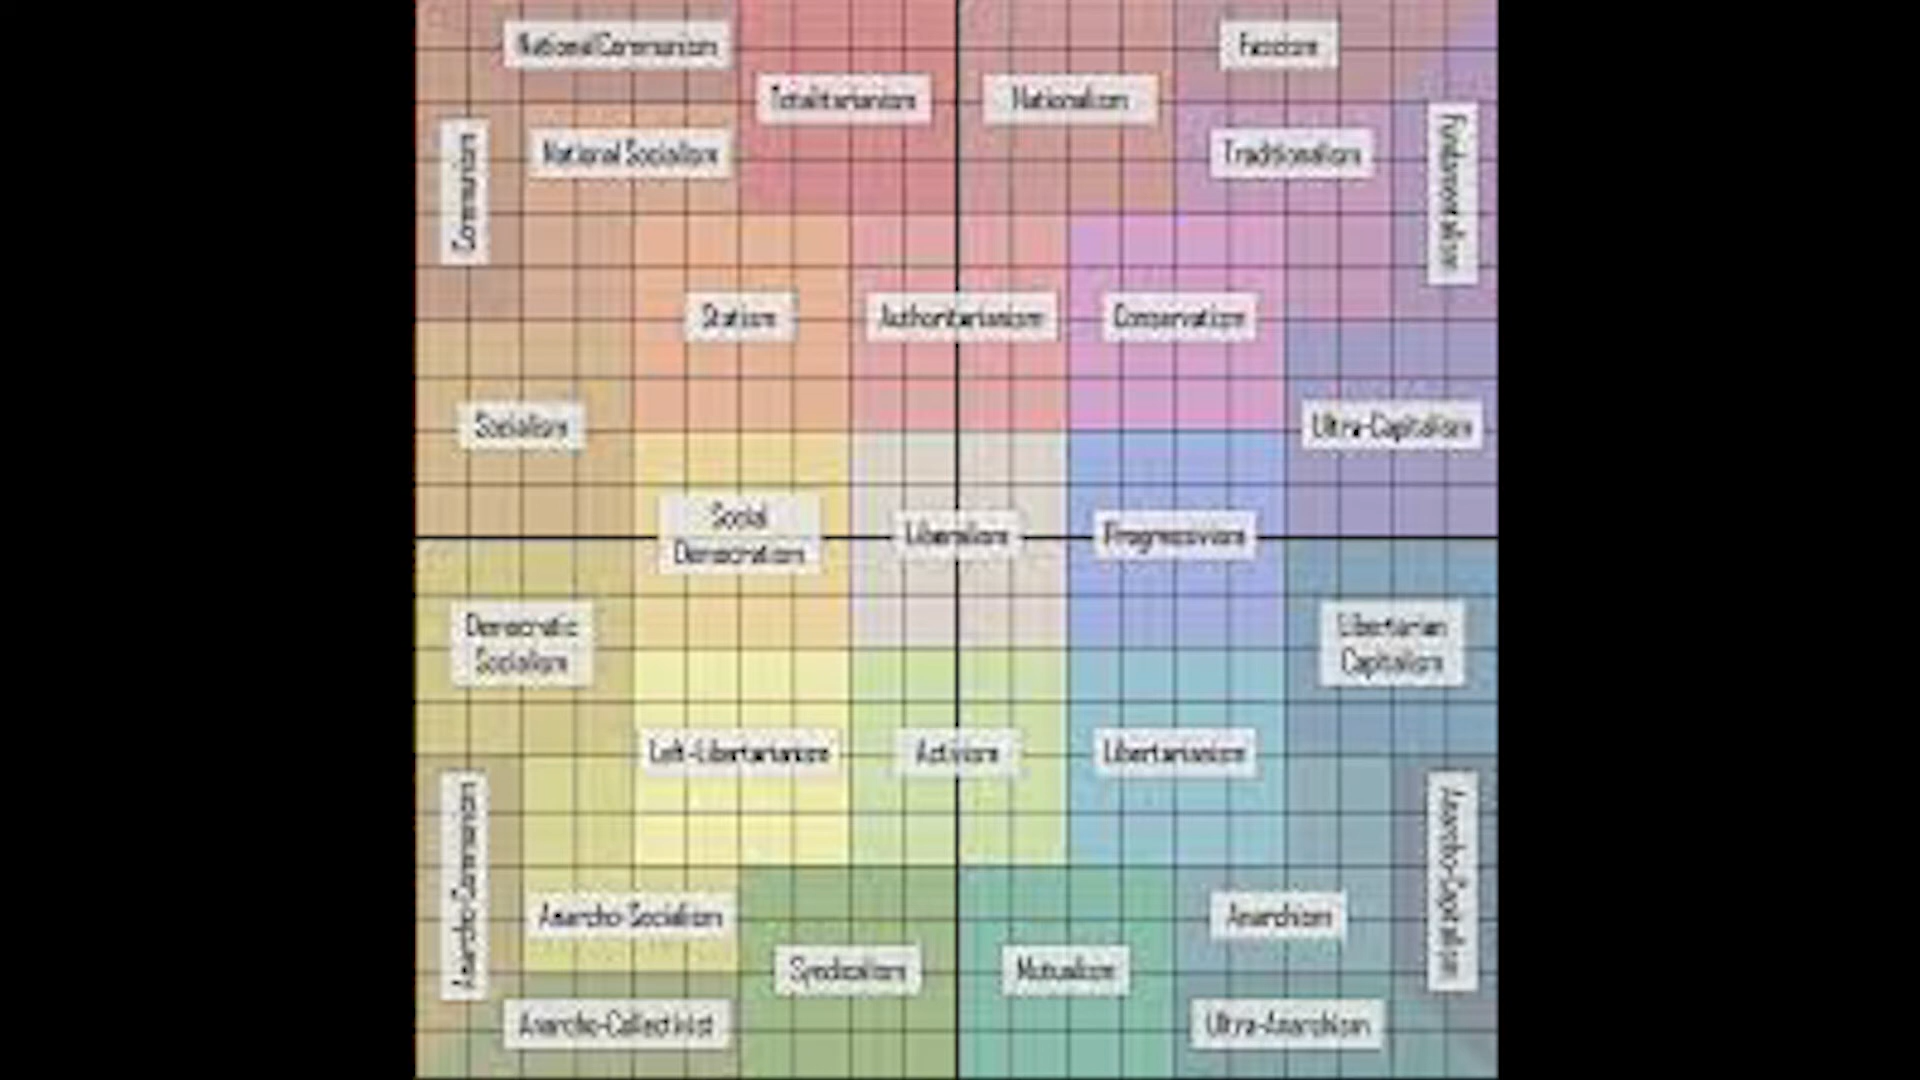 National Communism
Fascism
Totalitarianism
Nationalism
Communism
National Socialism
Traditionalism
Fundamentalism
Statism
Authoritarianism
Conservatism
Socialism
Ultra-Capitalism
Social
Democratism
Liberalism
Progressivism
Democratic
Socialism
Libertarian
Capitalism
Left-Libertarianism
Activism
Libertarianism
Anarcho-Communism
Anarcho-Capitalism
Anarcho-Socialism
Anarchism
Syndicalism
Mutualism
Anarcho-Collectivist
Ultra-Anarchism